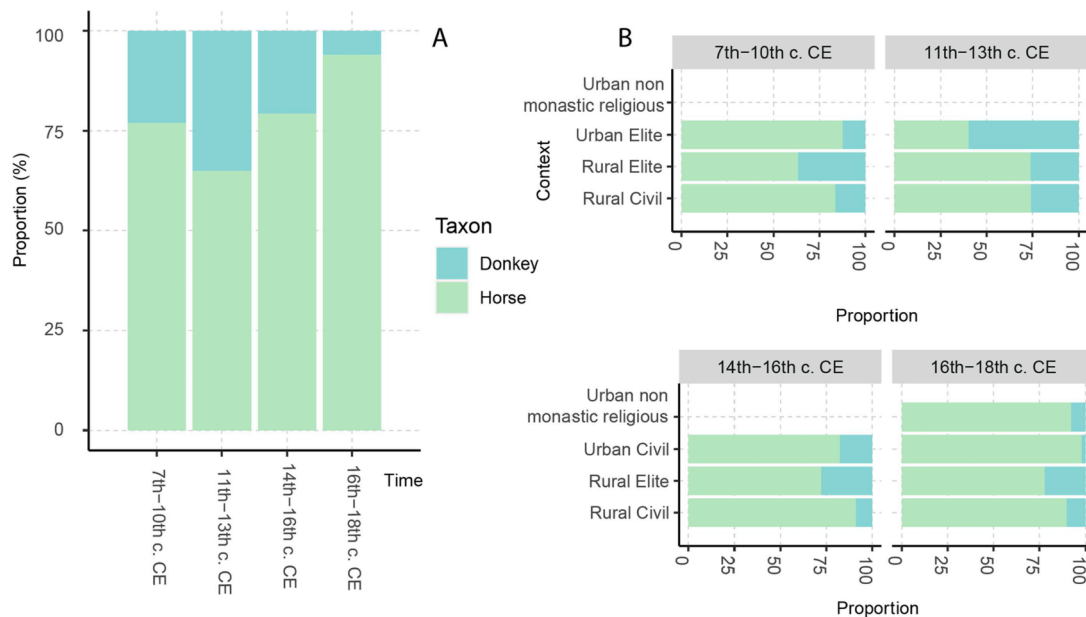 A
100
75
50
25
0
Proportion (%)
7th−10th c. CE
11th−13th c. CE
14th−16th c. CE
16th−18th c. CE
Time
Taxon
Donkey
Horse
B
7th−10th c. CE
11th−13th c. CE
Urban non
monastic religious
Urban Elite
Rural Elite
Rural Civil
Context
0
25
50
75
100
0
25
50
75
100
Proportion
14th−16th c. CE
16th−18th c. CE
Urban non
monastic religious
Urban Civil
Rural Elite
Rural Civil
0
25
50
75
100
0
25
50
75
100
Proportion